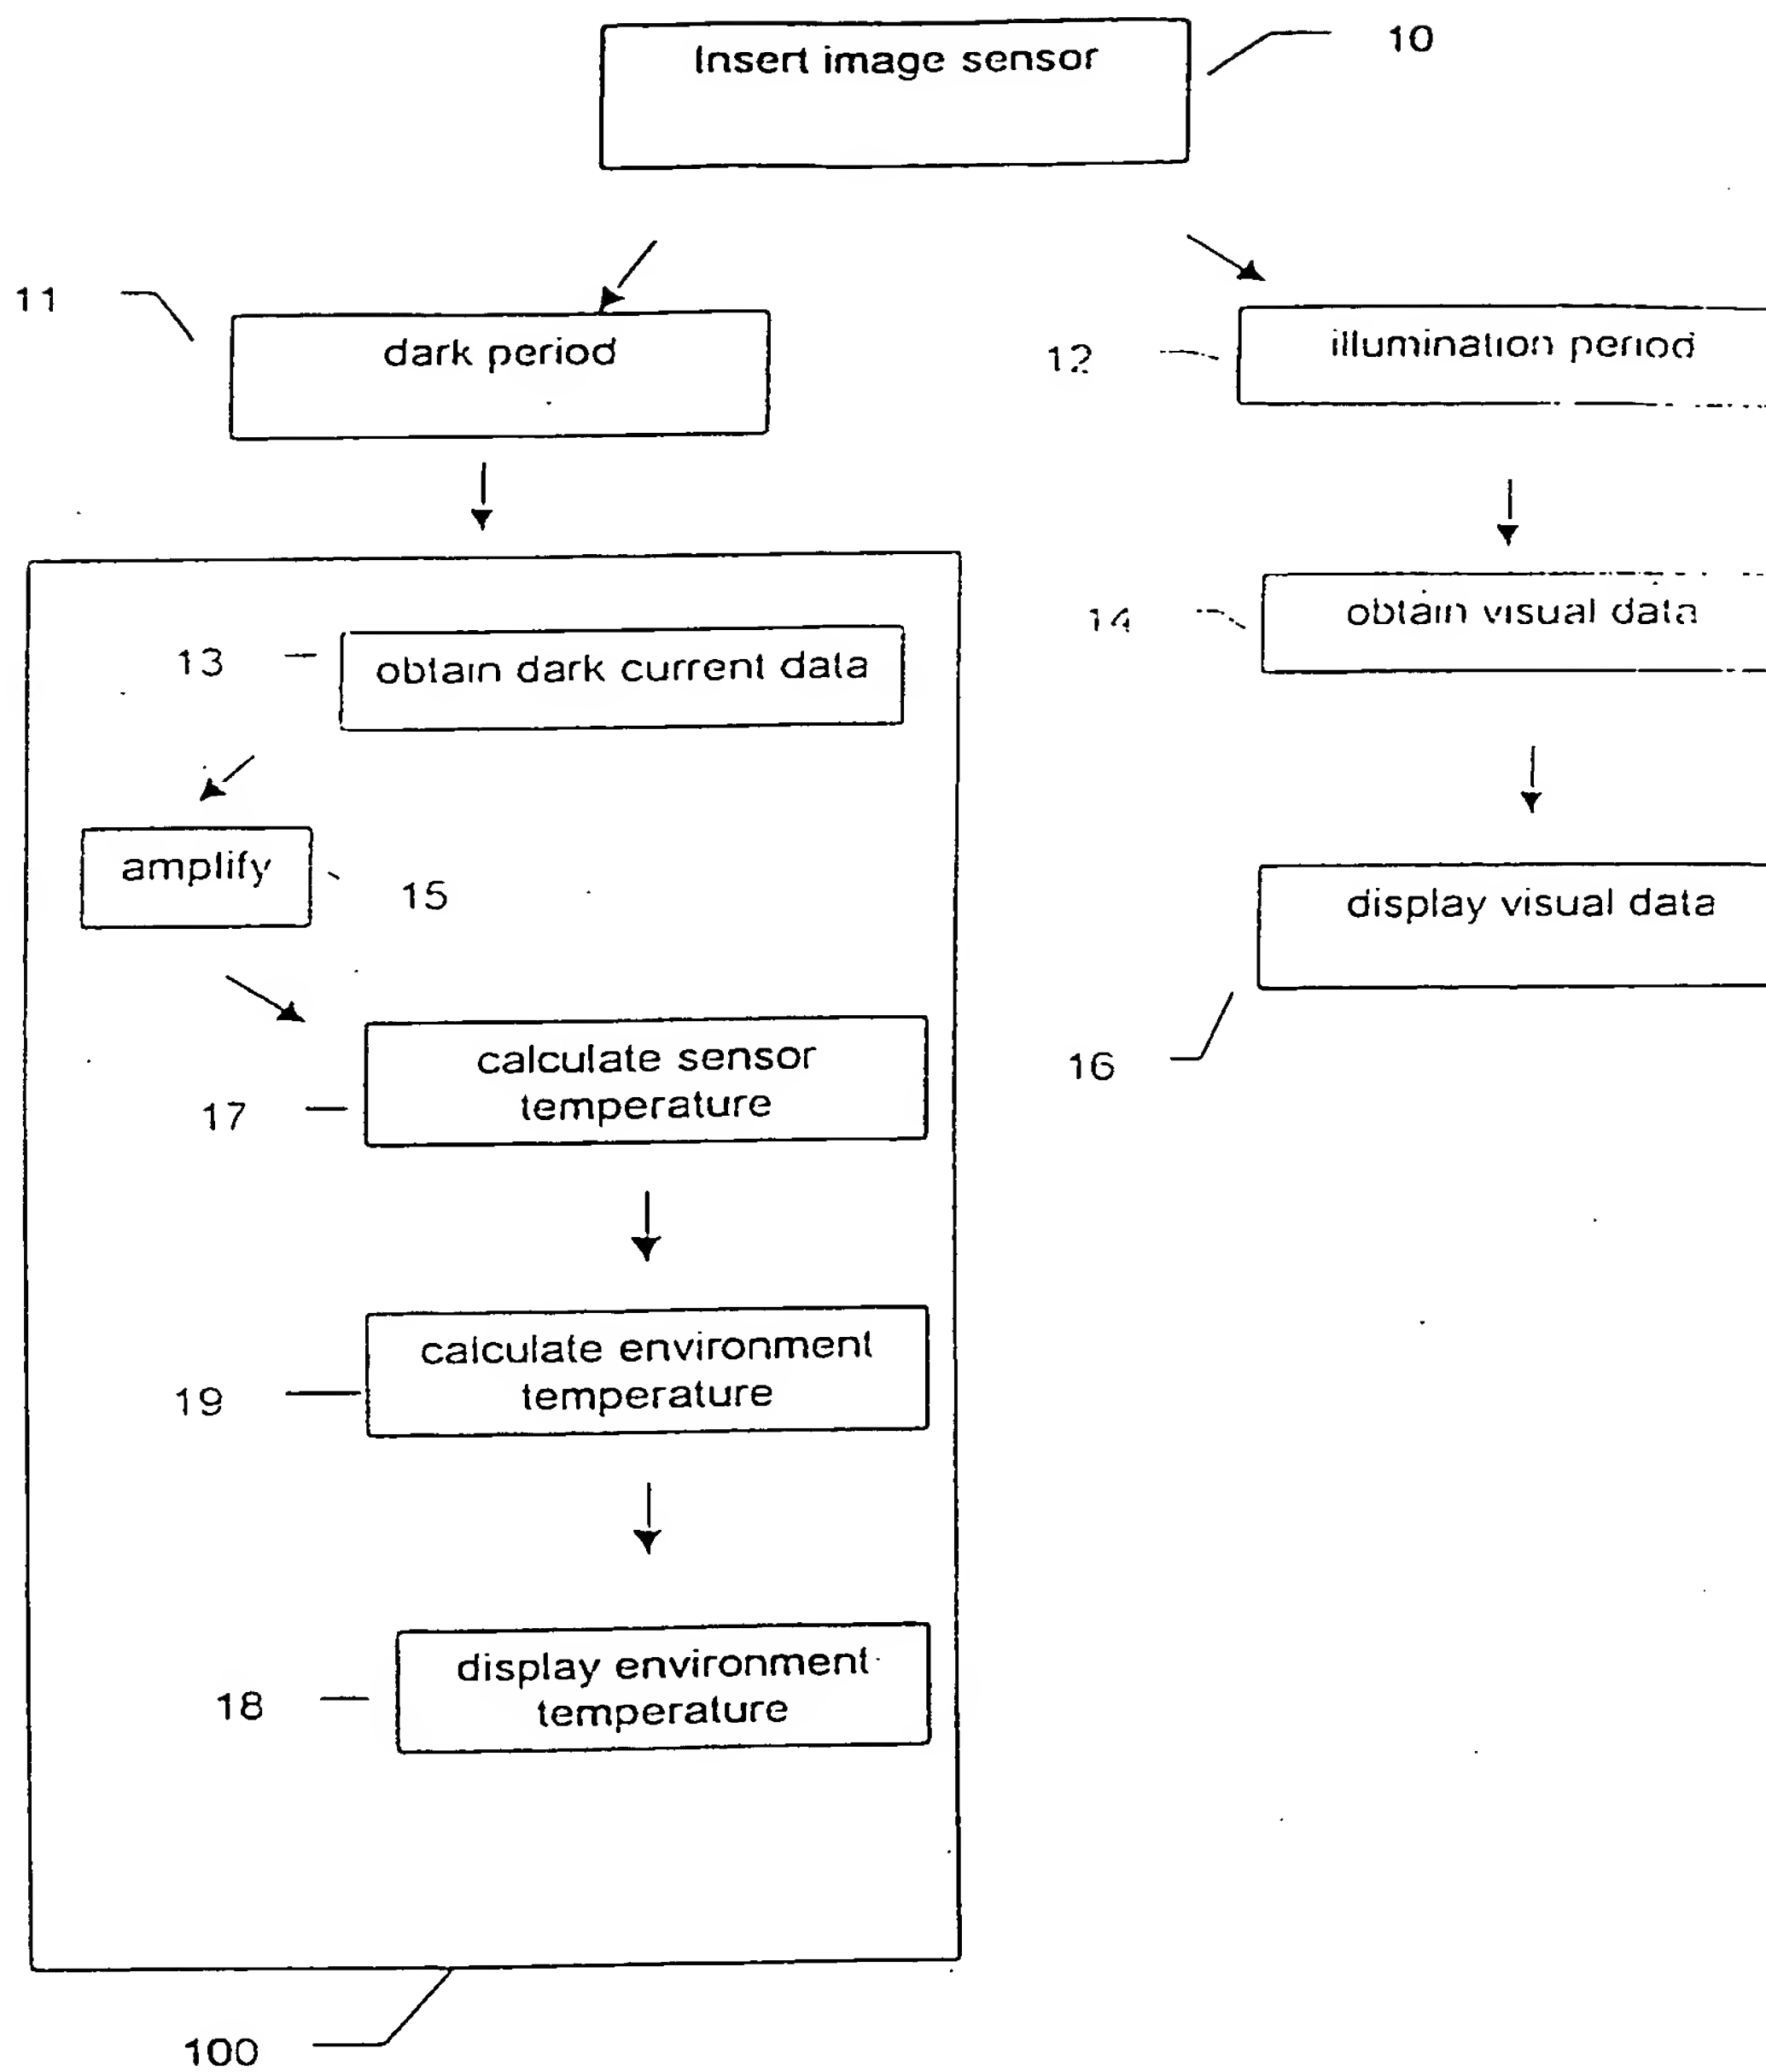 Insert image sensor
10
11
dark period
12
illumination period
13
obtain dark current data
14
obtain visual data
amplify
15
display visual data
16
calculate sensor
temperature
17
calculate environment
temperature
19
display environment
temperature
18
100